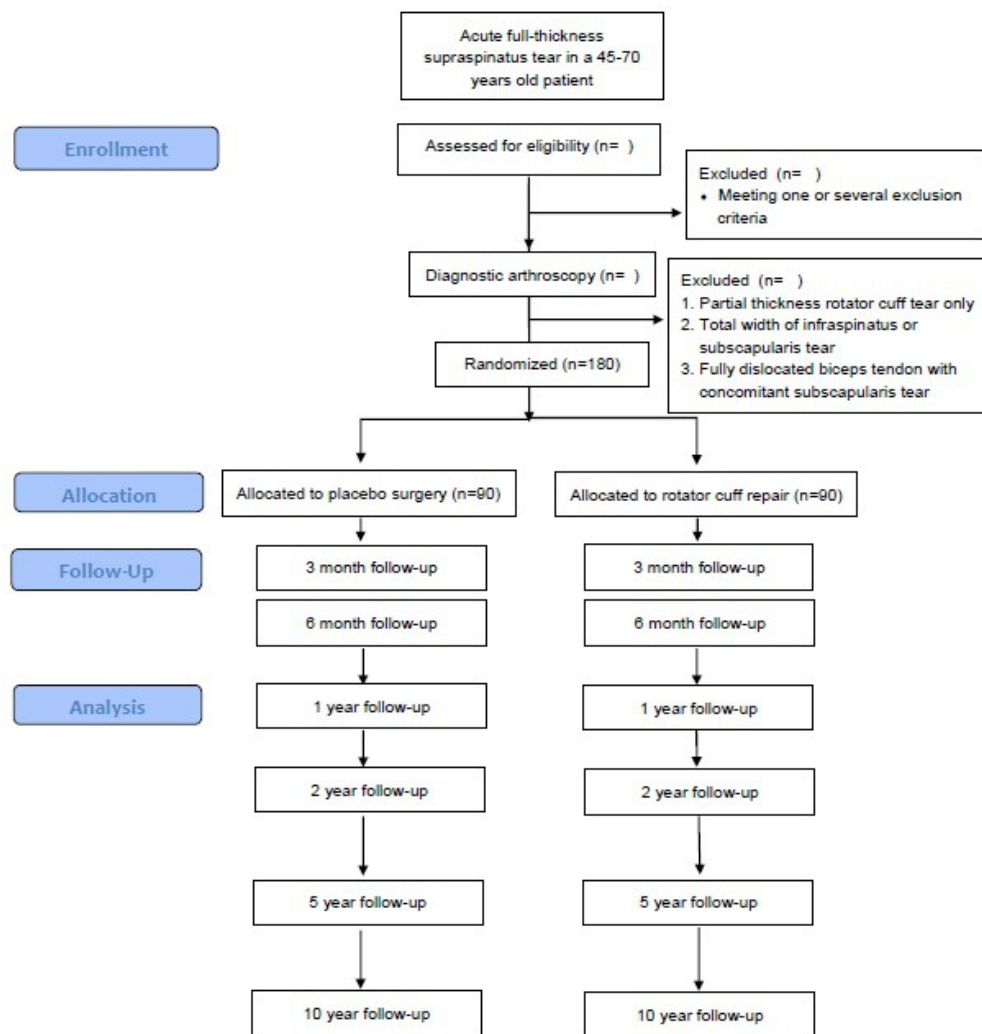 Acute full-thickness
supraspinatus tear in a 45-70
years old patient
Enrollment
Assessed for eligibility (n= )
Excluded (n= )
• Meeting one or several exclusion
criteria
Diagnostic arthroscopy (n= )
Excluded (n= )
1. Partial thickness rotator cuff tear only
2. Total width of infraspinatus or
subscapularis tear
3. Fully dislocated biceps tendon with
concomitant subscapularis tear
Randomized (n=180)
Allocation
Allocated to placebo surgery (n=90)
Allocated to rotator cuff repair (n=90)
Follow-Up
3 month follow-up
3 month follow-up
6 month follow-up
6 month follow-up
Analysis
1 year follow-up
1 year follow-up
2 year follow-up
2 year follow-up
5 year follow-up
5 year follow-up
10 year follow-up
10 year follow-up